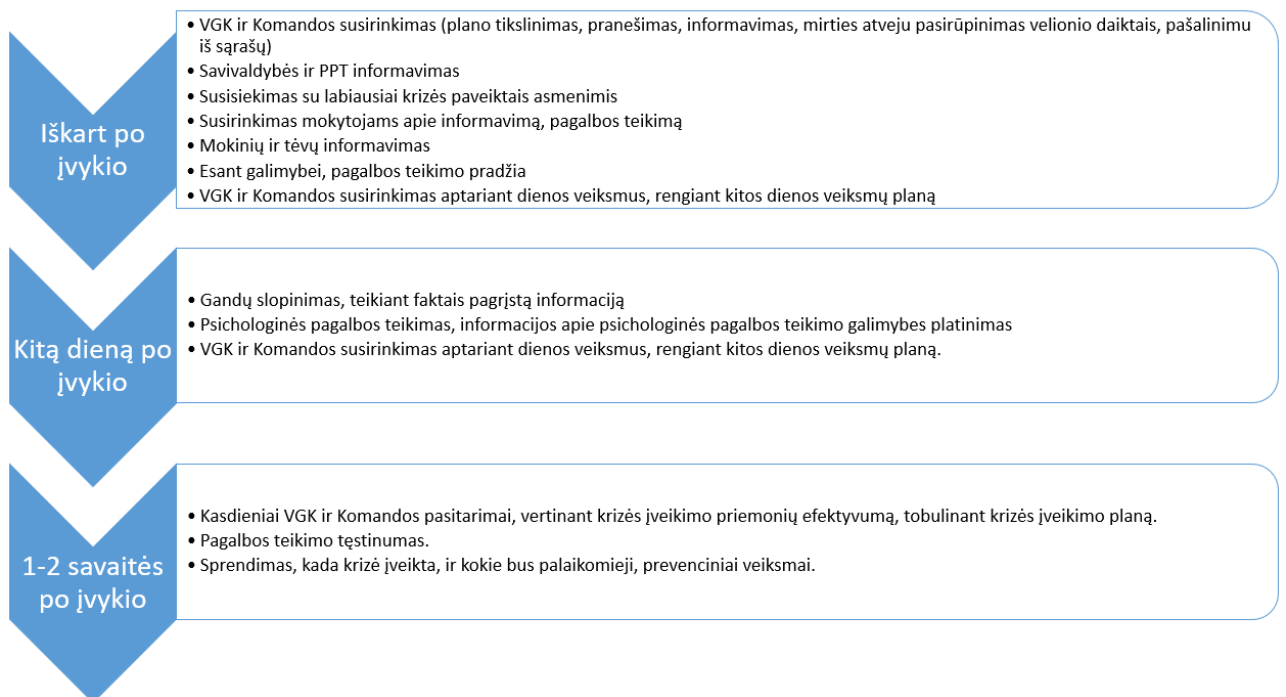 Iškart po
įvykio
• VGK ir Komandos susirinkimas (plano tikslinimas, pranešimas, informavimas, mirties atveju pasirūpinimas velionio daiktais, pašalinimu
iš sąrašų)
• Savivaldybės ir PPT informavimas
• Susisiekimas su labiausiai krizės paveiktais asmenimis
• Susirinkimas mokytojams apie informavimą, pagalbos teikimą
• Mokinių ir tėvų informavimas
• Esant galimybei, pagalbos teikimo pradžia
• VGK ir Komandos susirinkimas aptariant dienos veiksmus, rengiant kitos dienos veiksmų planą
Kitą dieną po
įvykio
• Gandų slopinimas, teikiant faktais pagrįstą informaciją
• Psichologinės pagalbos teikimas, informacijos apie psichologinės pagalbos teikimo galimybes platinimas
• VGK ir Komandos susirinkimas aptariant dienos veiksmus, rengiant kitos dienos veiksmų planą.
1-2 savaitės
po įvykio
• Kasdieniai VGK ir Komandos pasitarimai, vertinant krizės įveikimo priemonių efektyvumą, tobulinant krizės įveikimo planą.
• Pagalbos teikimo tęstinumas.
• Sprendimas, kada krizė įveikta, ir kokie bus palaikomieji, prevenciniai veiksmai.